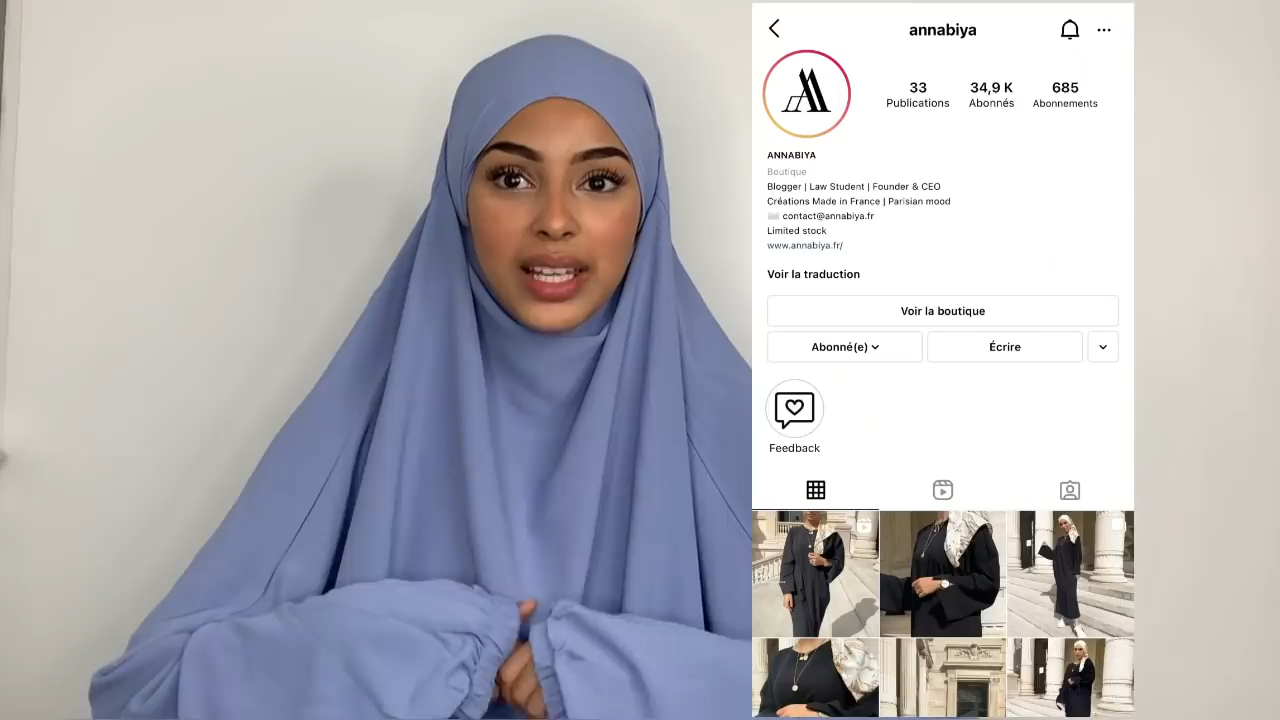 annabiya
33
34,9 K
685
Publications
Abonnés
Abonnements
ANNABIYA
Boutique
Blogger | Law Student | Founder & CEO
Créations Made in France | Parisian mood
contact@annabiya.fr
Limited stock
www.annabiya.fr/
Voir la traduction
Voir la boutique
Abonné(e)
Écrire
Feedback